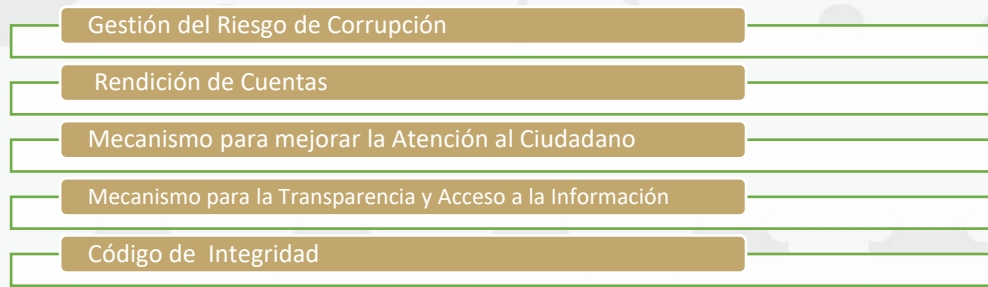 Gestión del Riesgo de Corrupción
Rendición de Cuentas
Mecanismo para mejorar la Atención al Ciudadano
Mecanismo para la Transparencia y Acceso a la Información
Código de Integridad